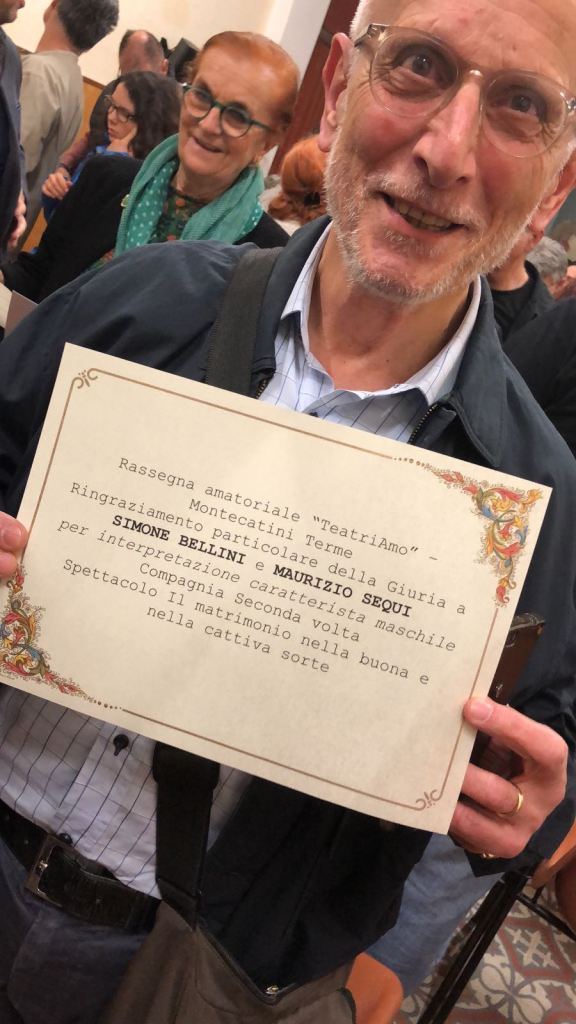 Rassegna amatoriale "TeatriAmo" –
Montecatini Terme
Ringraziamento particolare della Giuria a
SIMONE BELLINI e MAURIZIO SEQUI
per interpretazione caratterista maschile
Compagnia Seconda volta
Spettacolo Il matrimonio nella buona e
nella cattiva sorte